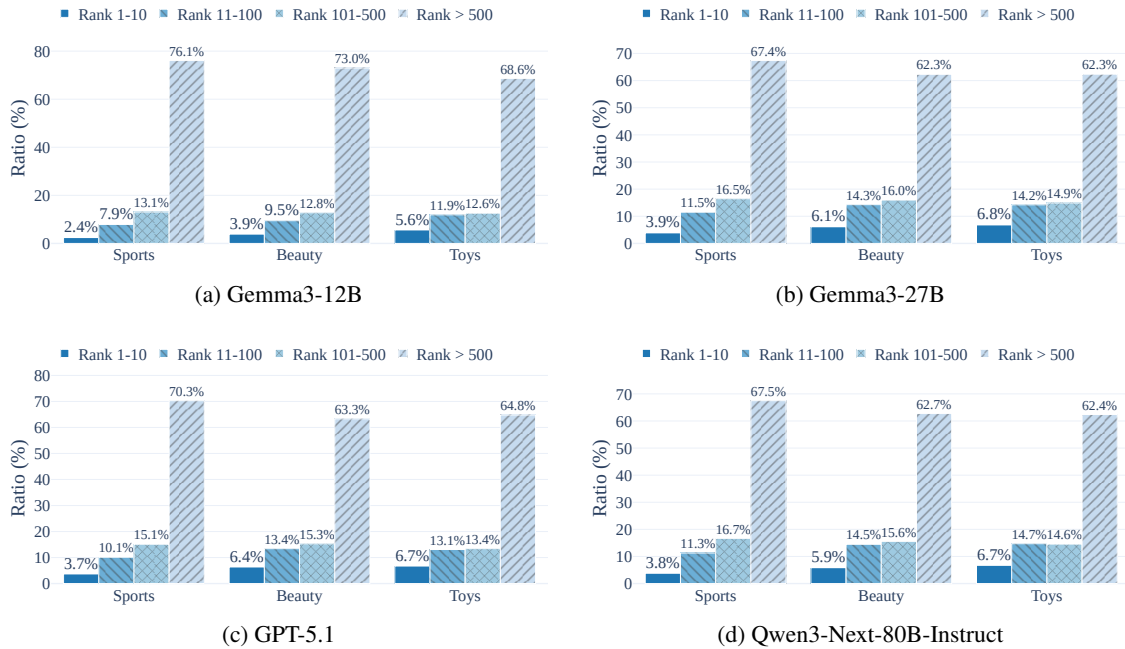 Rank 1-10 Rank 11-100 Rank 101-500 Rank > 500
Ratio (%)
80
60
40
20
0
2.4% 7.9% 13.1% 76.1%
3.9% 9.5% 12.8% 73.0%
5.6% 11.9% 12.6% 68.6%
Sports Beauty Toys
(a) Gemma3-12B
Rank 1-10 Rank 11-100 Rank 101-500 Rank > 500
Ratio (%)
70
60
50
40
30
20
10
0
3.9% 11.5% 16.5% 67.4%
6.1% 14.3% 16.0% 62.3%
6.8% 14.2% 14.9% 62.3%
Sports Beauty Toys
(b) Gemma3-27B
Rank 1-10 Rank 11-100 Rank 101-500 Rank > 500
Ratio (%)
80
70
60
50
40
30
20
10
0
3.7% 10.1% 15.1% 70.3%
6.4% 13.4% 15.3% 63.3%
6.7% 13.1% 13.4% 64.8%
Sports Beauty Toys
(c) GPT-5.1
Rank 1-10 Rank 11-100 Rank 101-500 Rank > 500
Ratio (%)
70
60
50
40
30
20
10
0
3.8% 11.3% 16.7% 67.5%
5.9% 14.5% 15.6% 62.7%
6.7% 14.7% 14.6% 62.4%
Sports Beauty Toys
(d) Qwen3-Next-80B-Instruct